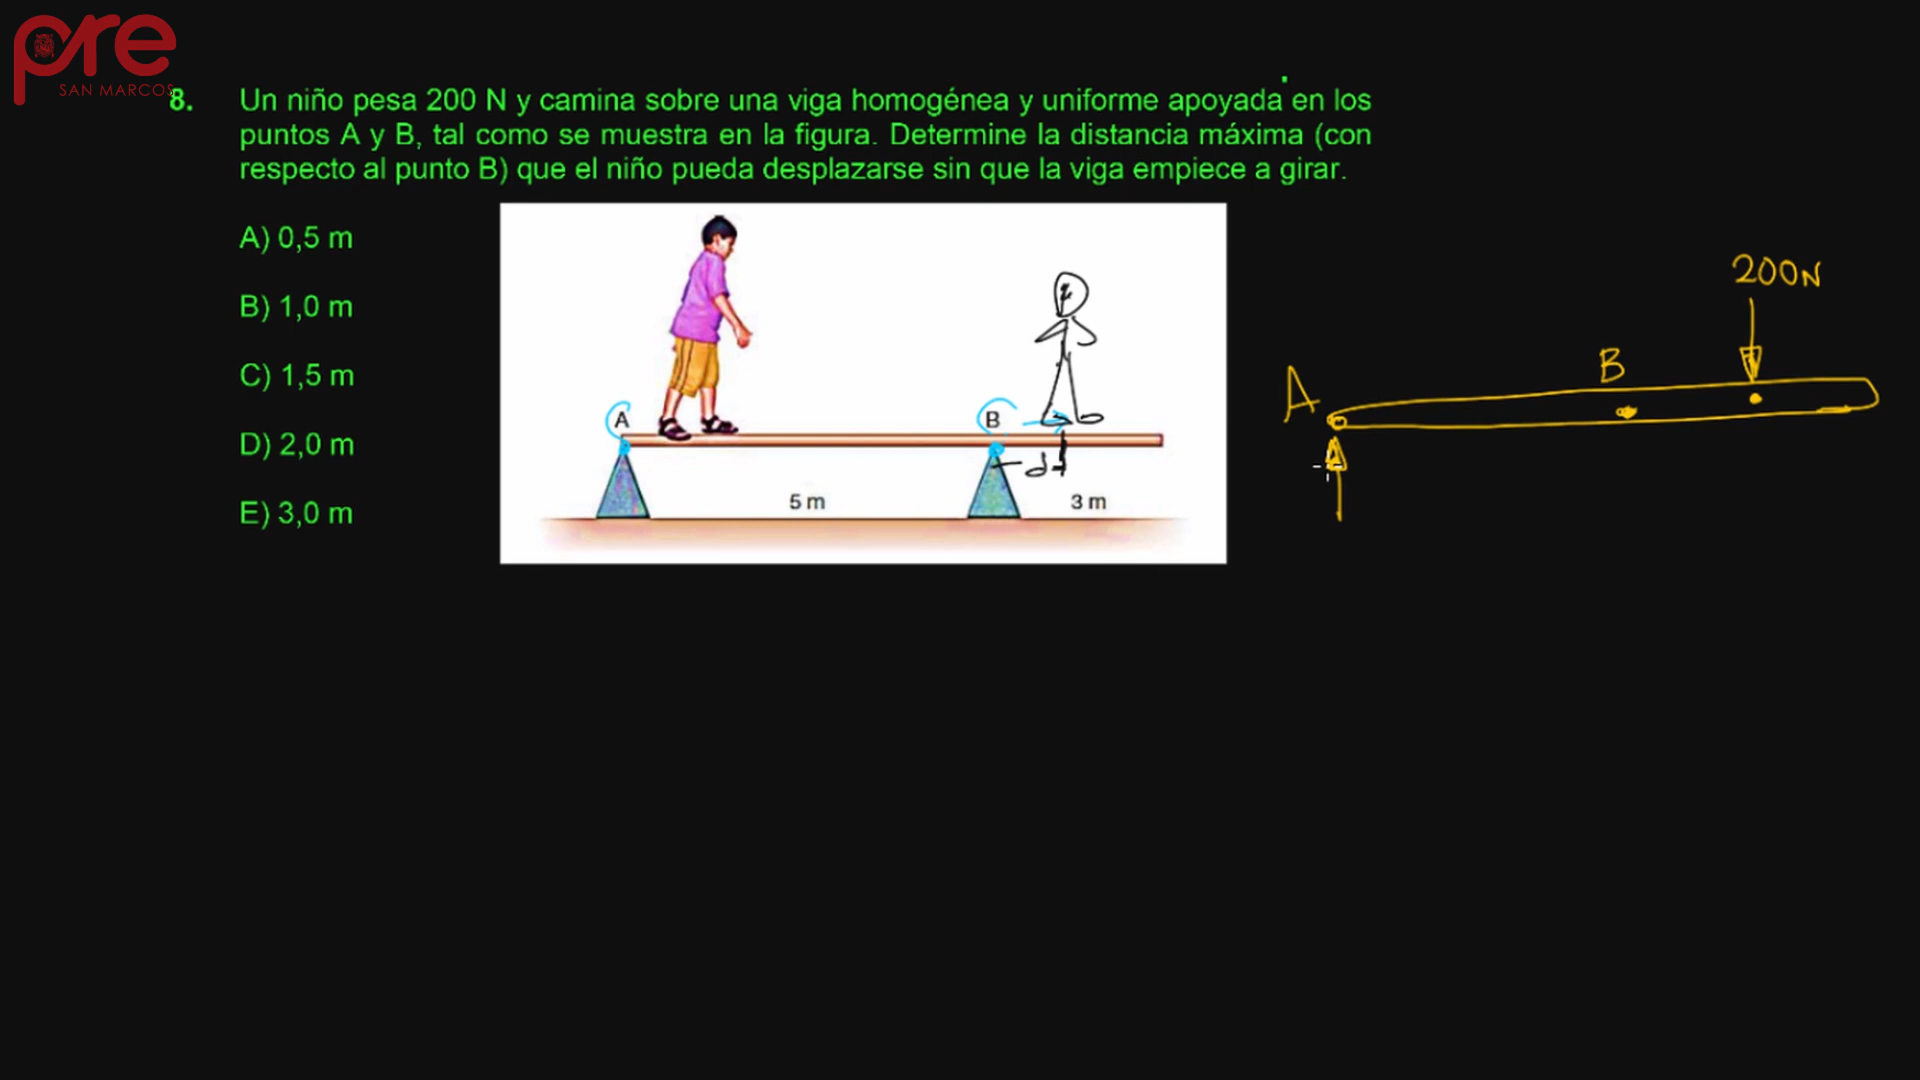 pre
SAN MARCOS
8. Un niño pesa 200 N y camina sobre una viga homogénea y uniforme apoyada en los
puntos A y B, tal como se muestra en la figura. Determine la distancia máxima (con
respecto al punto B) que el niño pueda desplazarse sin que la viga empiece a girar.
A) 0,5 m
B) 1,0 m
C) 1,5 m
D) 2,0 m
E) 3,0 m
A
B
d
5 m
3 m
200N
A
B